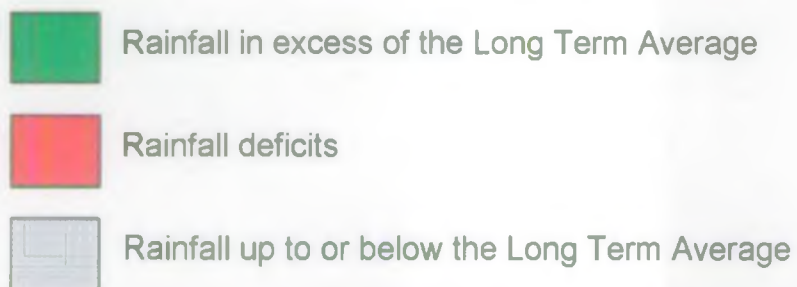 Rainfall in excess of the Long Term Average
Rainfall deficits
Rainfall up to or below the Long Term Average